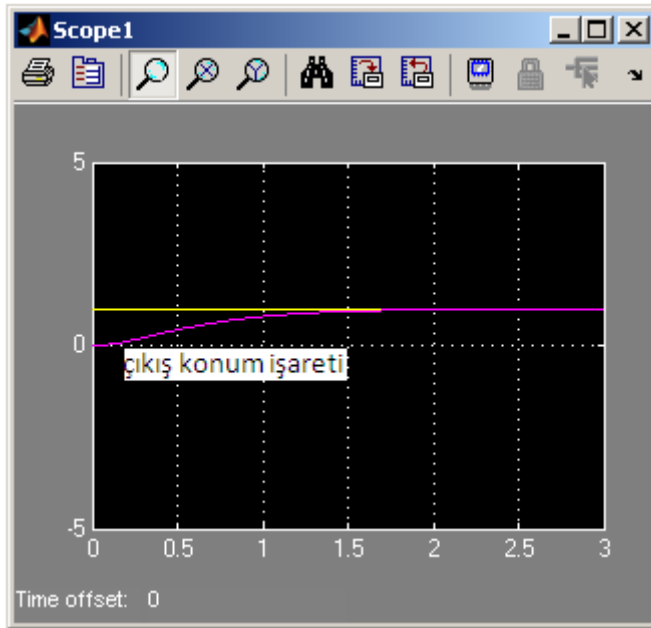 Scope1
5
0
çıkış konum işareti
-5
0 0.5 1 1.5 2 2.5 3
Time offset: 0